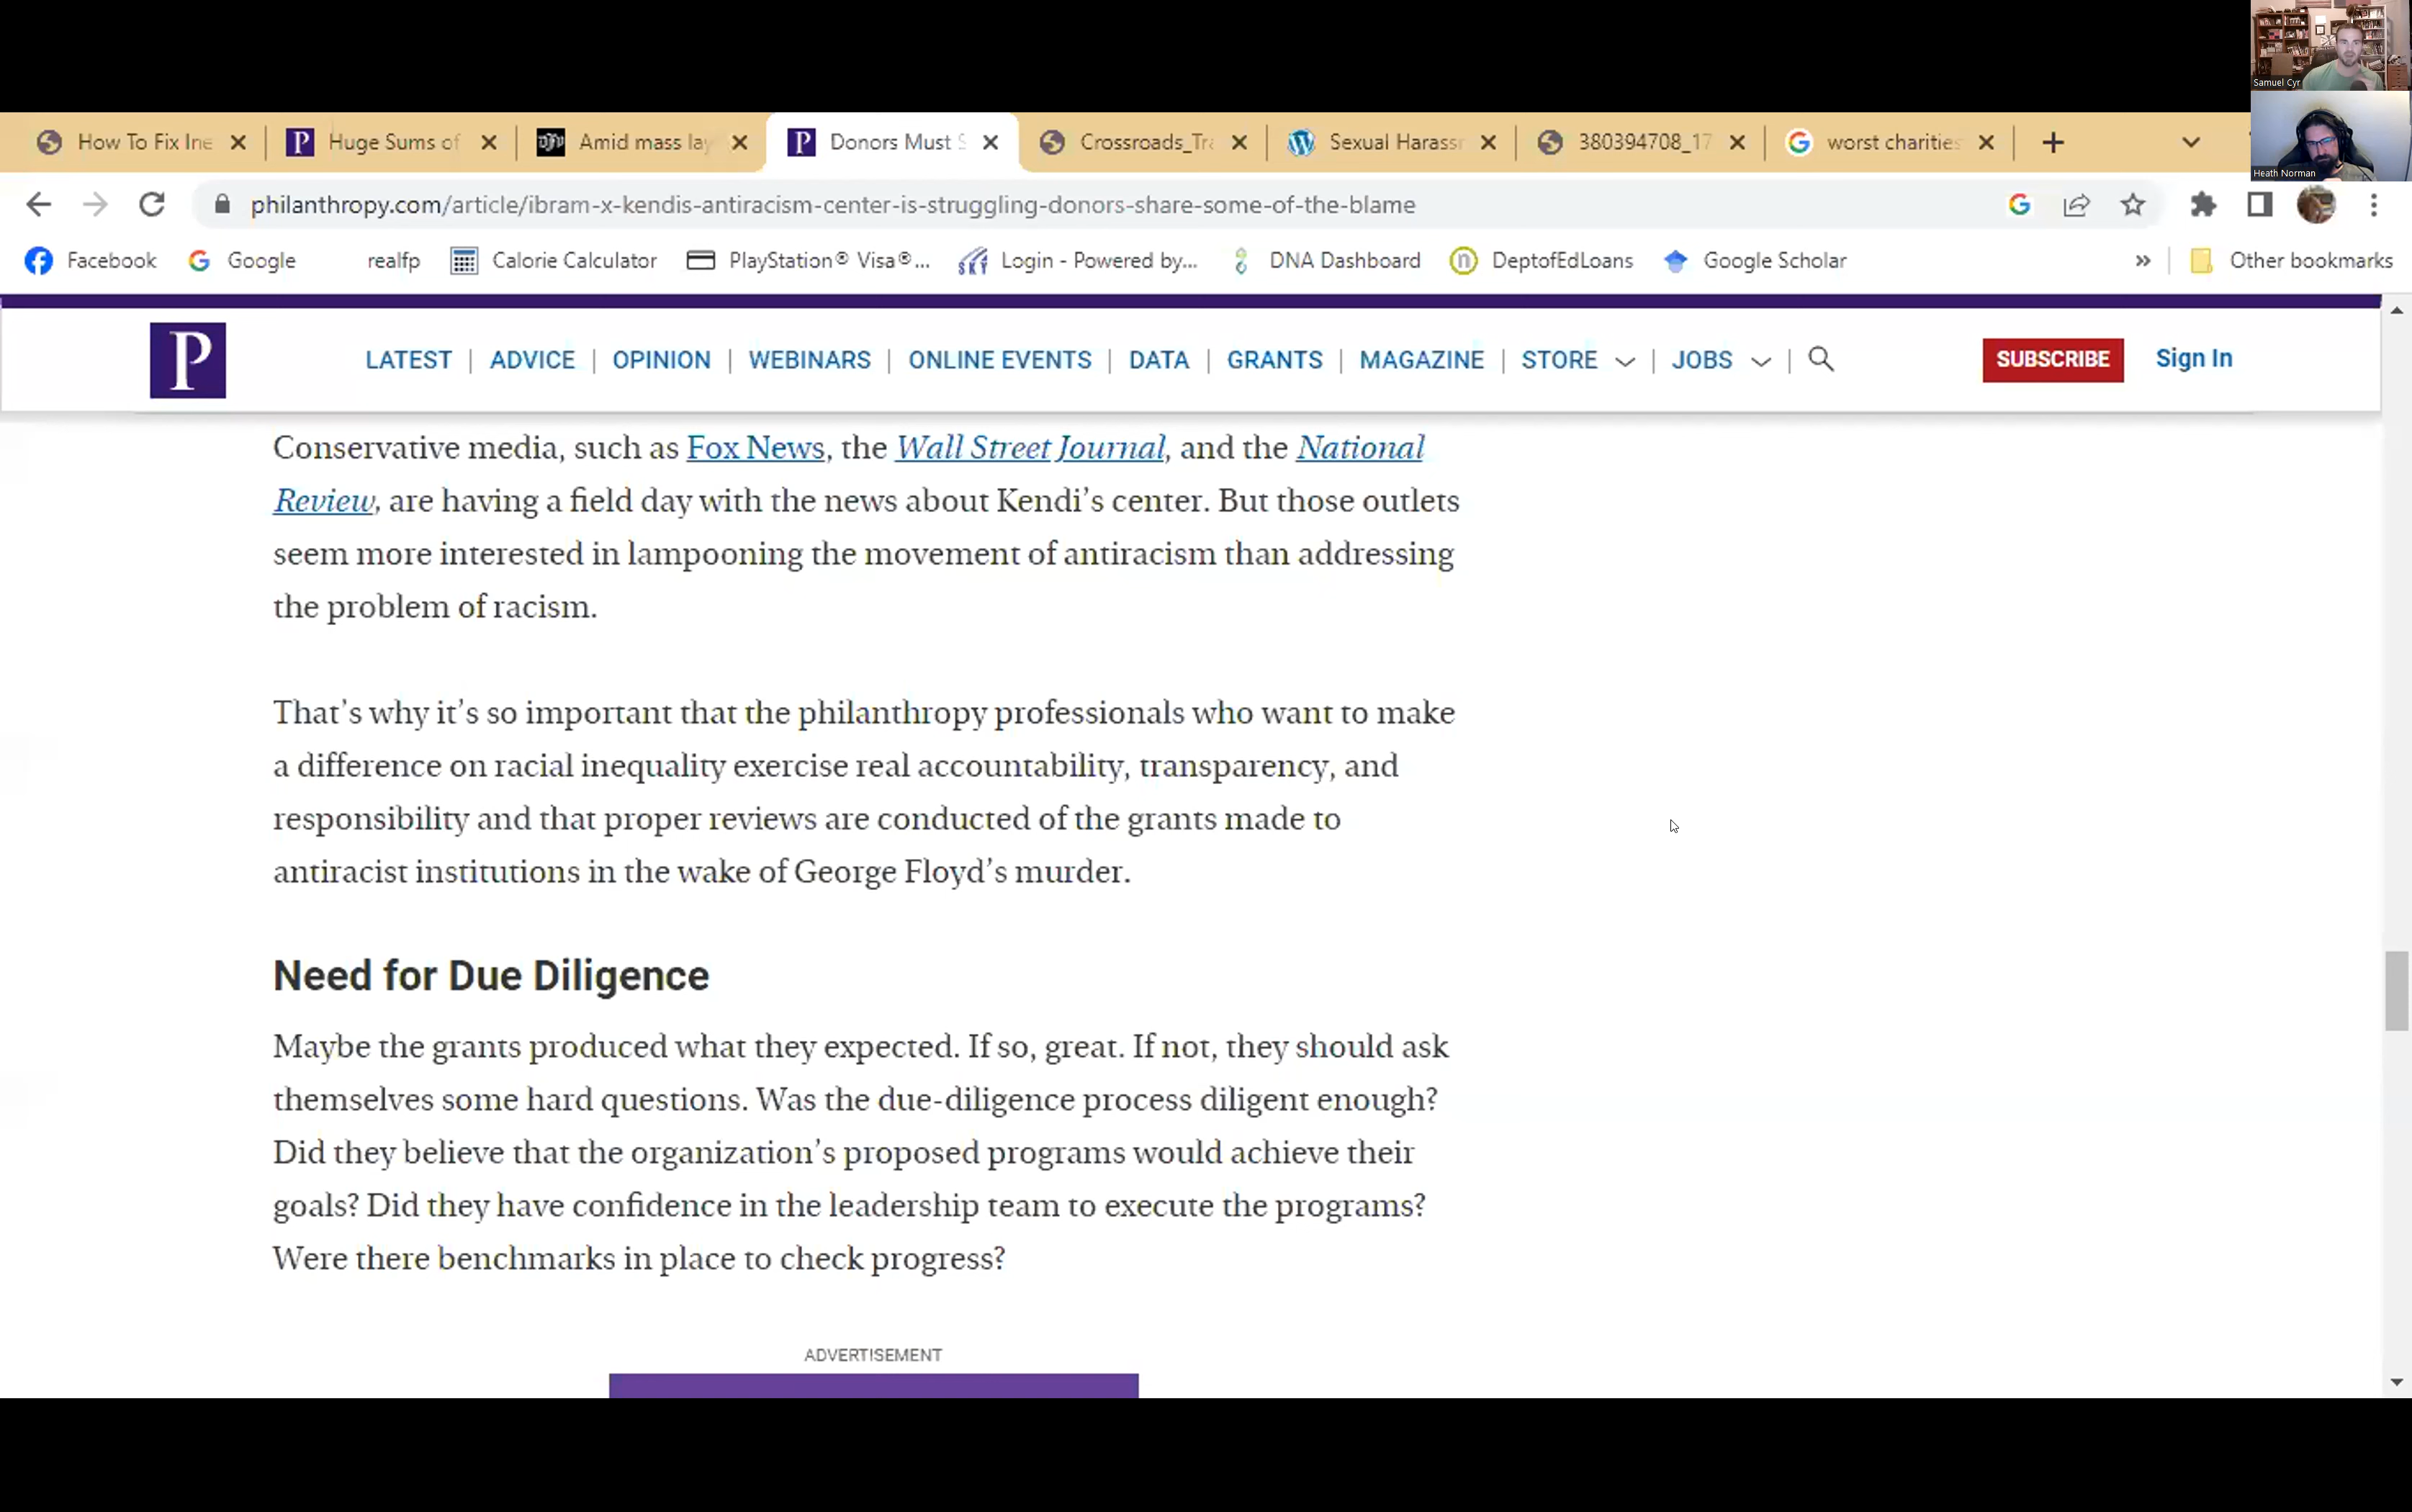 Samuel Cyr
Heath Norman
How To Fix Ine
Huge Sums of
Amid mass lay
Donors Must S
Crossroads_Tra
Sexual Harassr
380394708_17
worst charities
philanthropy.com/article/ibram-x-kendis-antiracism-center-is-struggling-donors-share-some-of-the-blame
Facebook
Google
realfp
Calorie Calculator
PlayStation® Visa®...
Login - Powered by...
DNA Dashboard
DeptofEdLoans
Google Scholar
»
Other bookmarks
P
LATEST | ADVICE | OPINION | WEBINARS | ONLINE EVENTS | DATA | GRANTS | MAGAZINE | STORE | JOBS
SUBSCRIBE
Sign In
Conservative media, such as Fox News, the Wall Street Journal, and the National
Review, are having a field day with the news about Kendi’s center. But those outlets
seem more interested in lampooning the movement of antiracism than addressing
the problem of racism.
That’s why it’s so important that the philanthropy professionals who want to make
a difference on racial inequality exercise real accountability, transparency, and
responsibility and that proper reviews are conducted of the grants made to
antiracist institutions in the wake of George Floyd’s murder.
Need for Due Diligence
Maybe the grants produced what they expected. If so, great. If not, they should ask
themselves some hard questions. Was the due-diligence process diligent enough?
Did they believe that the organization’s proposed programs would achieve their
goals? Did they have confidence in the leadership team to execute the programs?
Were there benchmarks in place to check progress?
ADVERTISEMENT